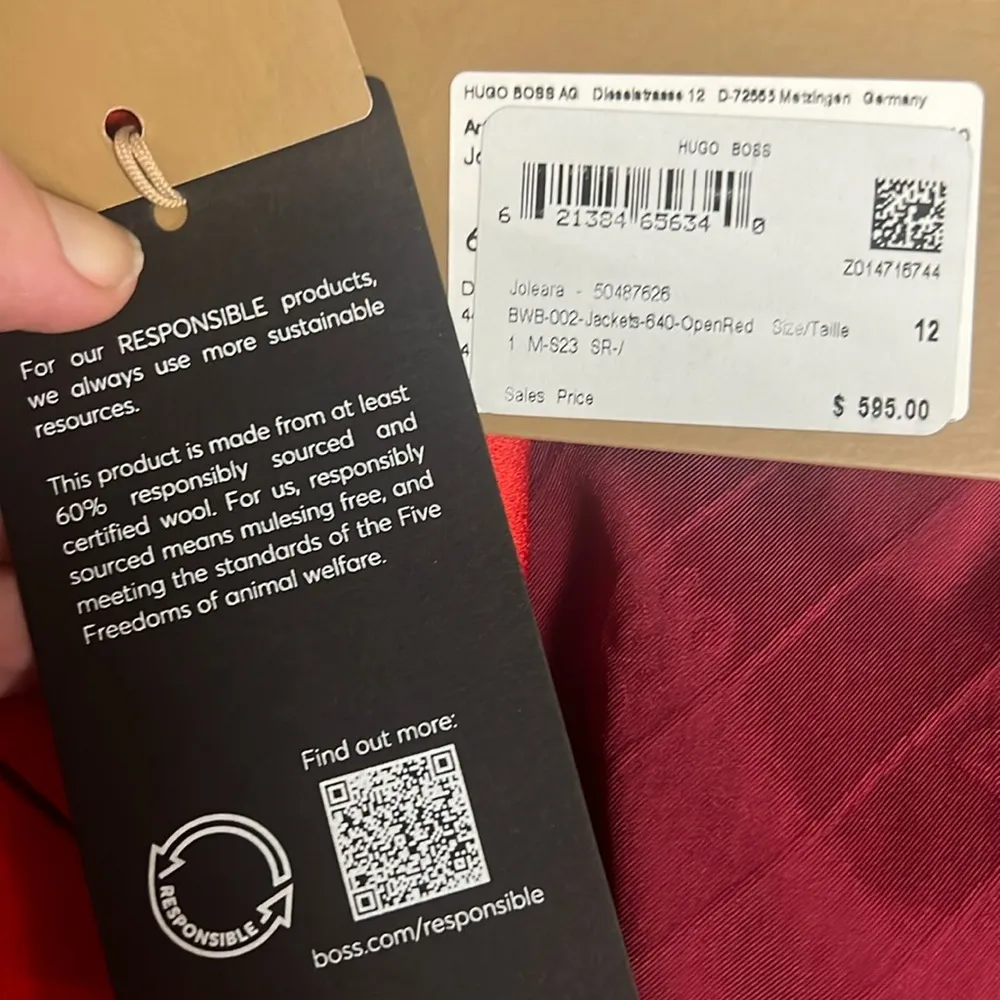 For our RESPONSIBLE products,
we always use more sustainable
resources.
This product is made from at least
60% responsibly sourced and
certified wool. For us, responsibly
sourced means mulesing free, and
meeting the standards of the Five
Freedoms of animal welfare.
Find out more:
RESPONSIBLE
boss.com/responsible
HUGO BOSS AG Dieselstrasse 12 D-72555 Metzingen Germany
HUGO BOSS
6 21384 65634 0
Z014716744
Joleara - 50487626
BWB-002-Jackets-640-OpenRed Size/Taille 12
1 M-S23 SR-/
Sales Price $ 595.00